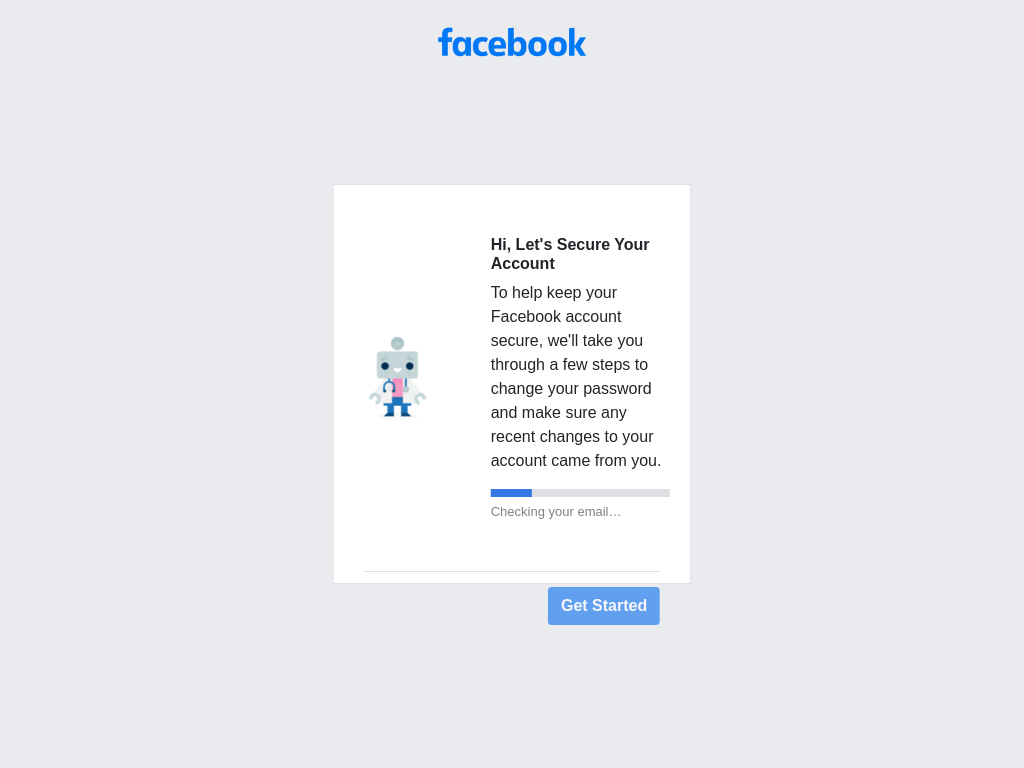 facebook
Hi, Let's Secure Your
Account
To help keep your
Facebook account
secure, we'll take you
through a few steps to
change your password
and make sure any
recent changes to your
account came from you.
Checking your email…
Get Started